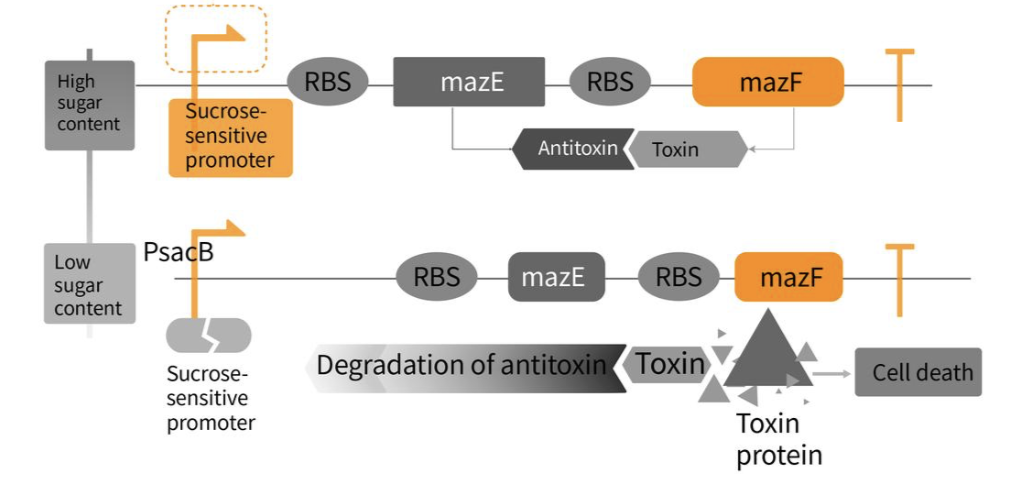 High
sugar
content
Sucrose-
sensitive
promoter
RBS
mazE
RBS
mazF
Antitoxin
Toxin
Low
sugar
content
PsacB
Sucrose-
sensitive
promoter
RBS
mazE
RBS
mazF
Degradation of antitoxin
Toxin
Toxin
protein
Cell death